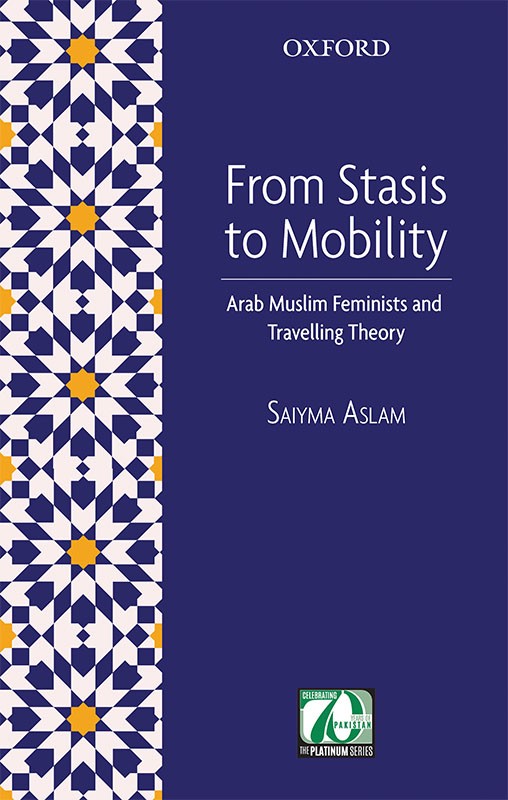 OXFORD
From Stasis
to Mobility
Arab Muslim Feminists and
Travelling Theory
SAIYMA ASLAM
CELEBRATING
70
YEARS OF
PAKISTAN
THE PLATINUM SERIES